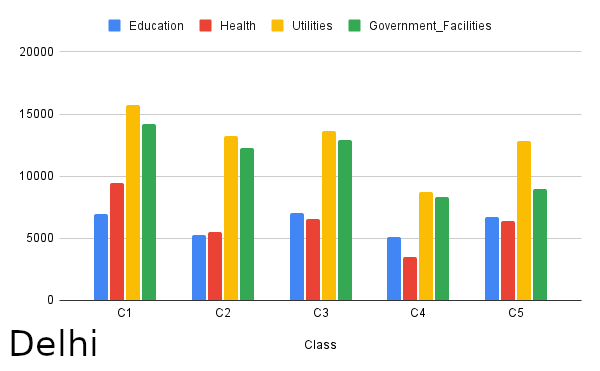 Education Health Utilities Government_Facilities
20000
15000
10000
5000
0
C1 C2 C3 C4 C5
Class
Delhi